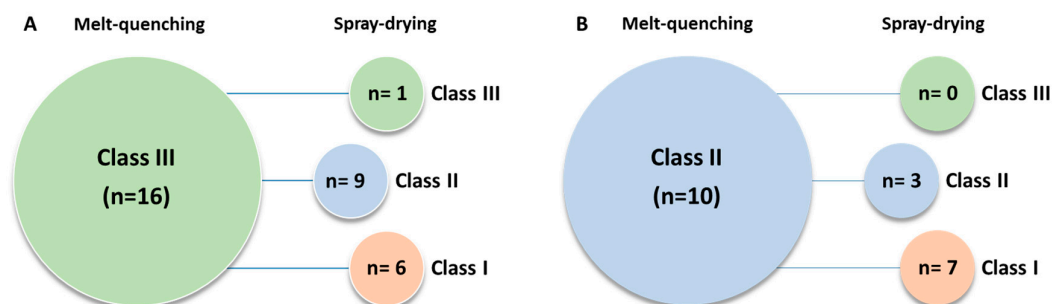 A Melt-quenching Spray-drying
n= 1 Class III
Class III
(n=16)
n= 9 Class II
n= 6 Class I
B Melt-quenching Spray-drying
n= 0 Class III
Class II
(n=10)
n= 3 Class II
n= 7 Class I